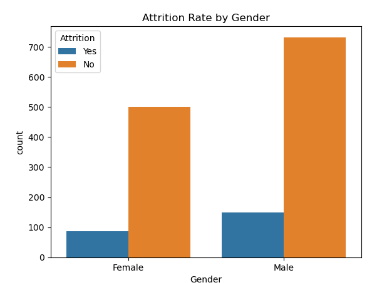 Attrition Rate by Gender
Attrition
Yes
No
700
600
500
400
300
200
100
0
count
Female
Male
Gender